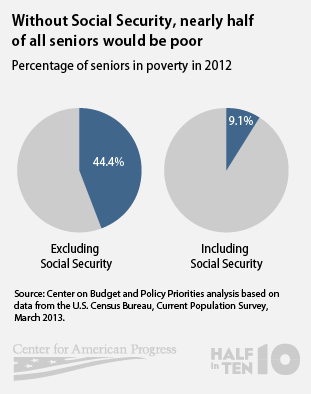 Without Social Security, nearly half
of all seniors would be poor
Percentage of seniors in poverty in 2012
44.4%
9.1%
Excluding
Social Security
Including
Social Security
Source: Center on Budget and Policy Priorities analysis based on
data from the U.S. Census Bureau, Current Population Survey,
March 2013.
Center for American Progress
HALF
in
TEN
10